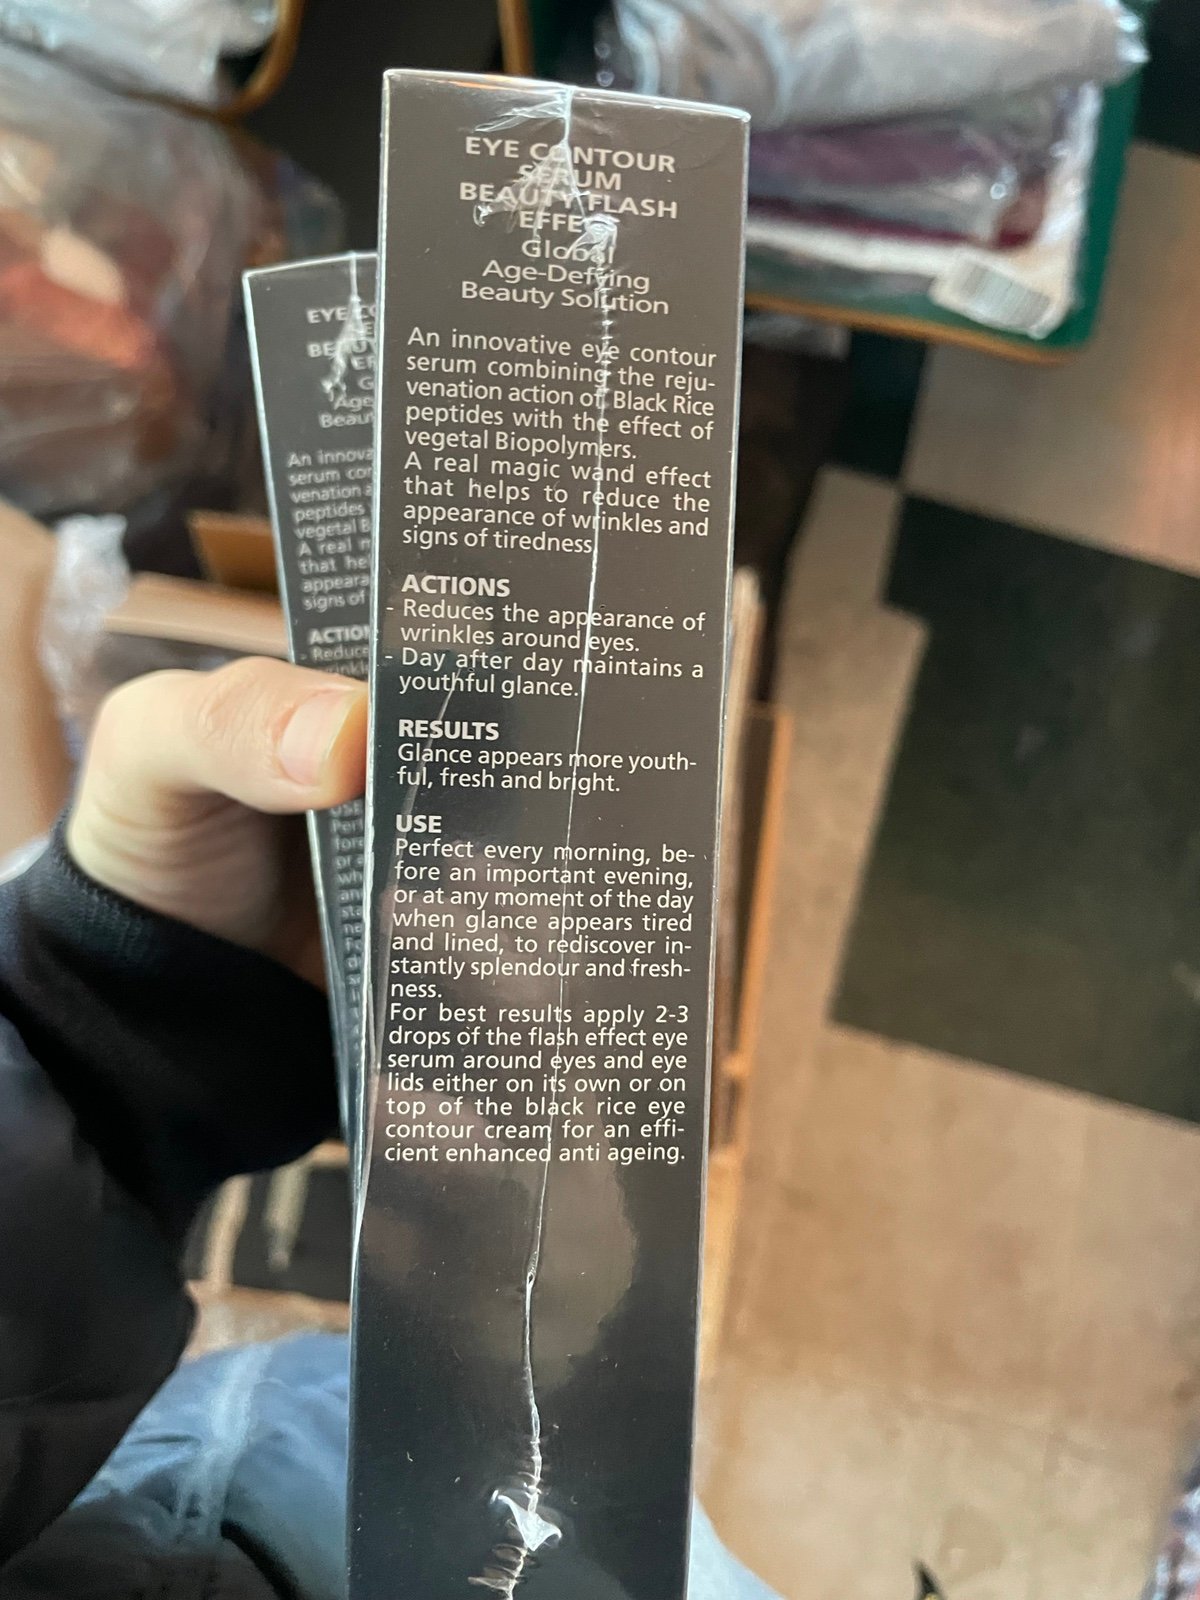 EYE CONTOUR
SERUM
BEAUTY FLASH
EFFECT
Global
Age-Defying
Beauty Solution
An innovative eye contour
serum combining the reju-
venation action of Black Rice
peptides with the effect of
vegetal Biopolymers.
A real magic wand effect
that helps to reduce the
appearance of wrinkles and
signs of tiredness.
ACTIONS
- Reduces the appearance of
wrinkles around eyes.
- Day after day maintains a
youthful glance.
RESULTS
Glance appears more youth-
ful, fresh and bright.
USE
Perfect every morning, be-
fore an important evening,
or at any moment of the day
when glance appears tired
and lined, to rediscover in-
stantly splendour and fresh-
ness.
For best results apply 2-3
drops of the flash effect eye
serum around eyes and eye
lids either on its own or on
top of the black rice eye
contour cream for an effi-
cient enhanced anti ageing.